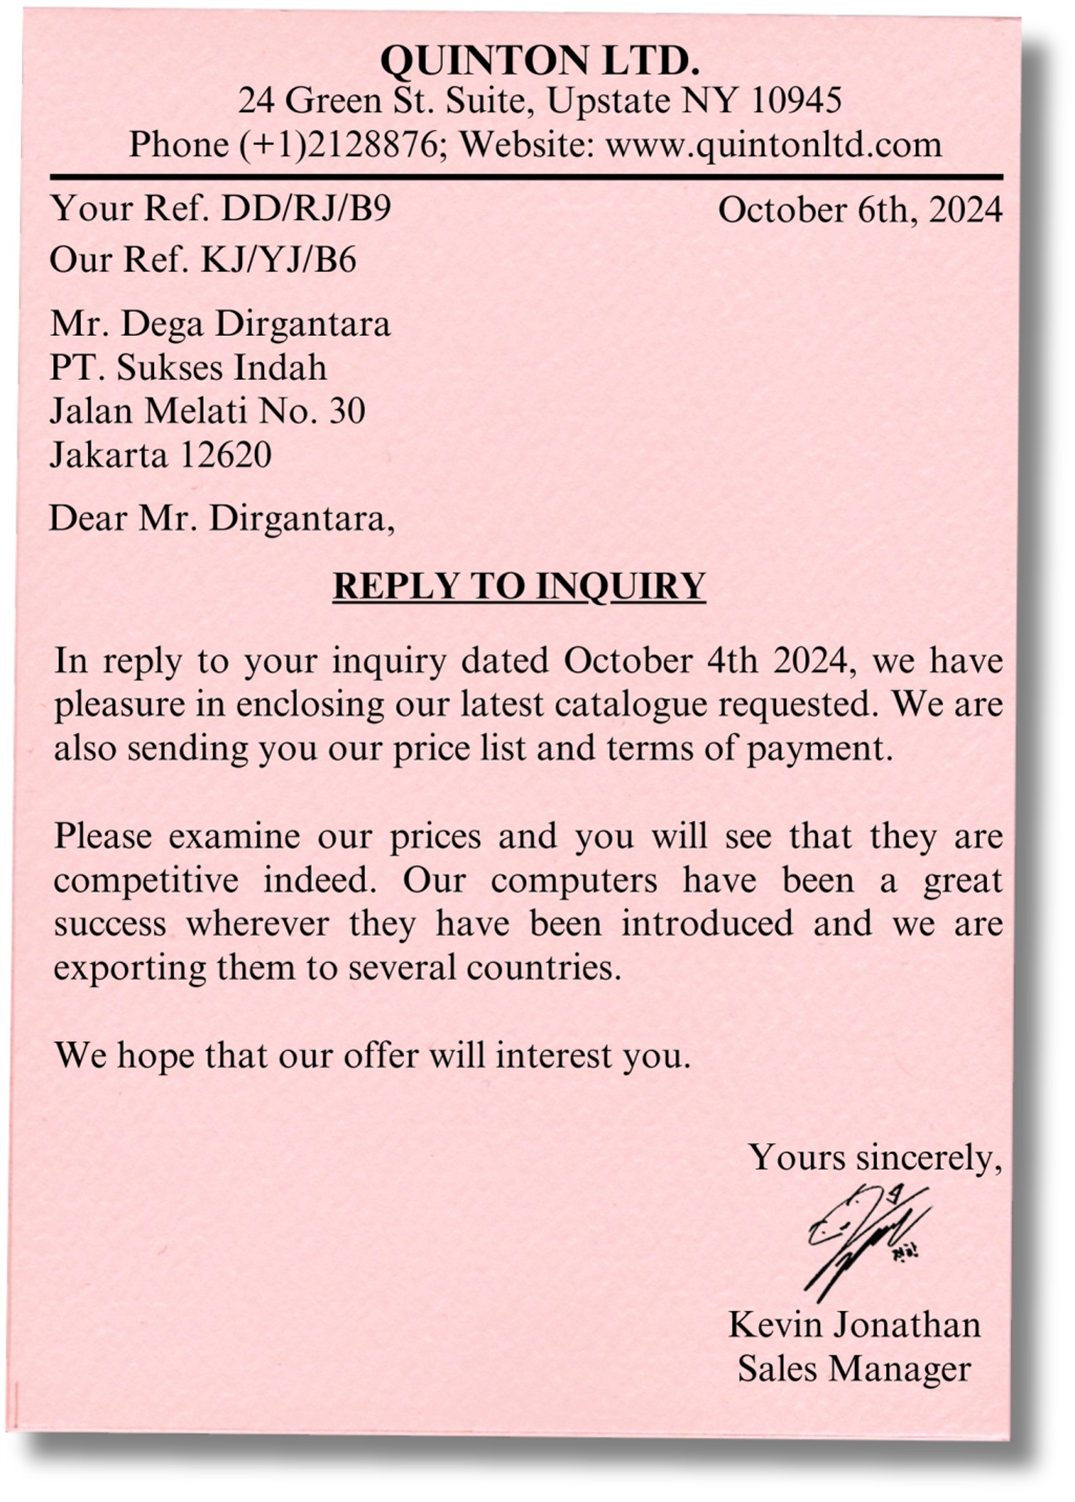 QUINTON LTD.
24 Green St. Suite, Upstate NY 10945
Phone (+1)2128876; Website: www.quintonltd.com
Your Ref. DD/RJ/B9
October 6th, 2024
Our Ref. KJ/YJ/B6
Mr. Dega Dirgantara
PT. Sukses Indah
Jalan Melati No. 30
Jakarta 12620
Dear Mr. Dirgantara,
REPLY TO INQUIRY
In reply to your inquiry dated October 4th 2024, we have
pleasure in enclosing our latest catalogue requested. We are
also sending you our price list and terms of payment.
Please examine our prices and you will see that they are
competitive indeed. Our computers have been a great
success wherever they have been introduced and we are
exporting them to several countries.
We hope that our offer will interest you.
Yours sincerely,
Kevin Jonathan
Sales Manager